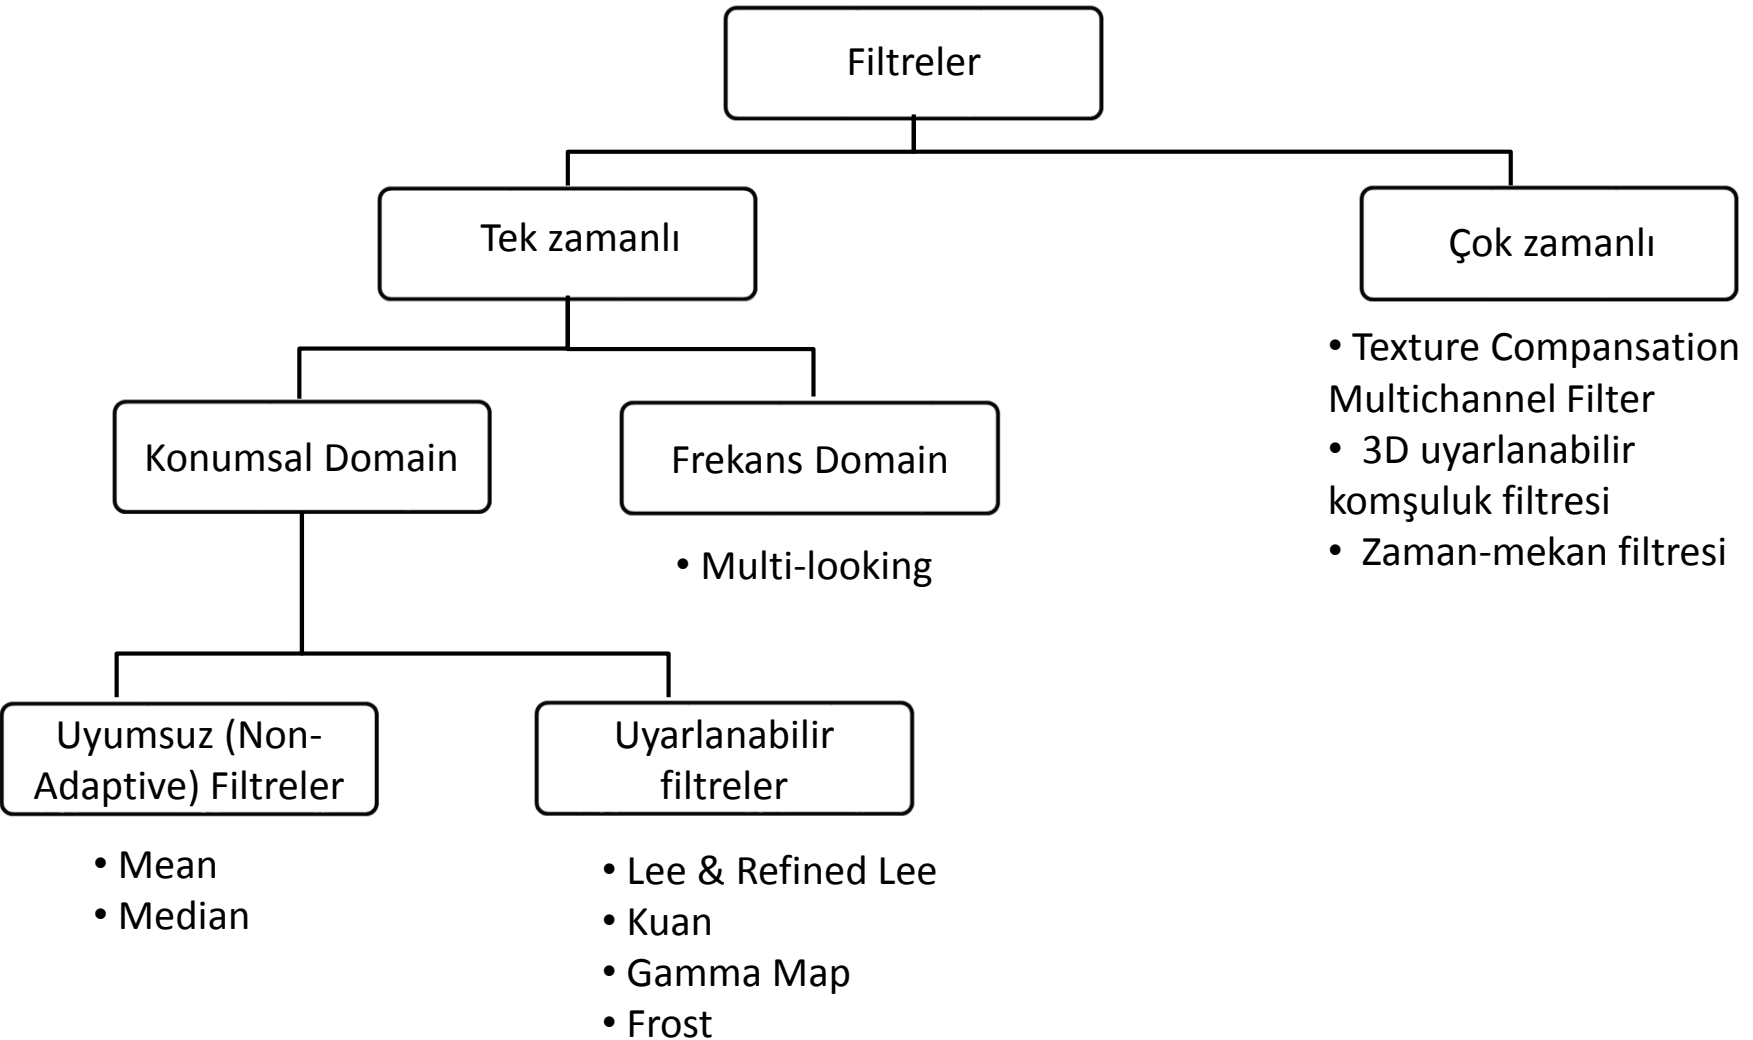 Filtreler
Tek zamanlı
Çok zamanlı
• Texture Compansation
Multichannel Filter
• 3D uyarlanabilir
komşuluk filtresi
• Zaman-mekan filtresi
Konumsal Domain
Frekans Domain
• Multi-looking
Uyumsuz (Non-
Adaptive) Filtreler
• Mean
• Median
Uyarlanabilir
filtreler
• Lee & Refined Lee
• Kuan
• Gamma Map
• Frost